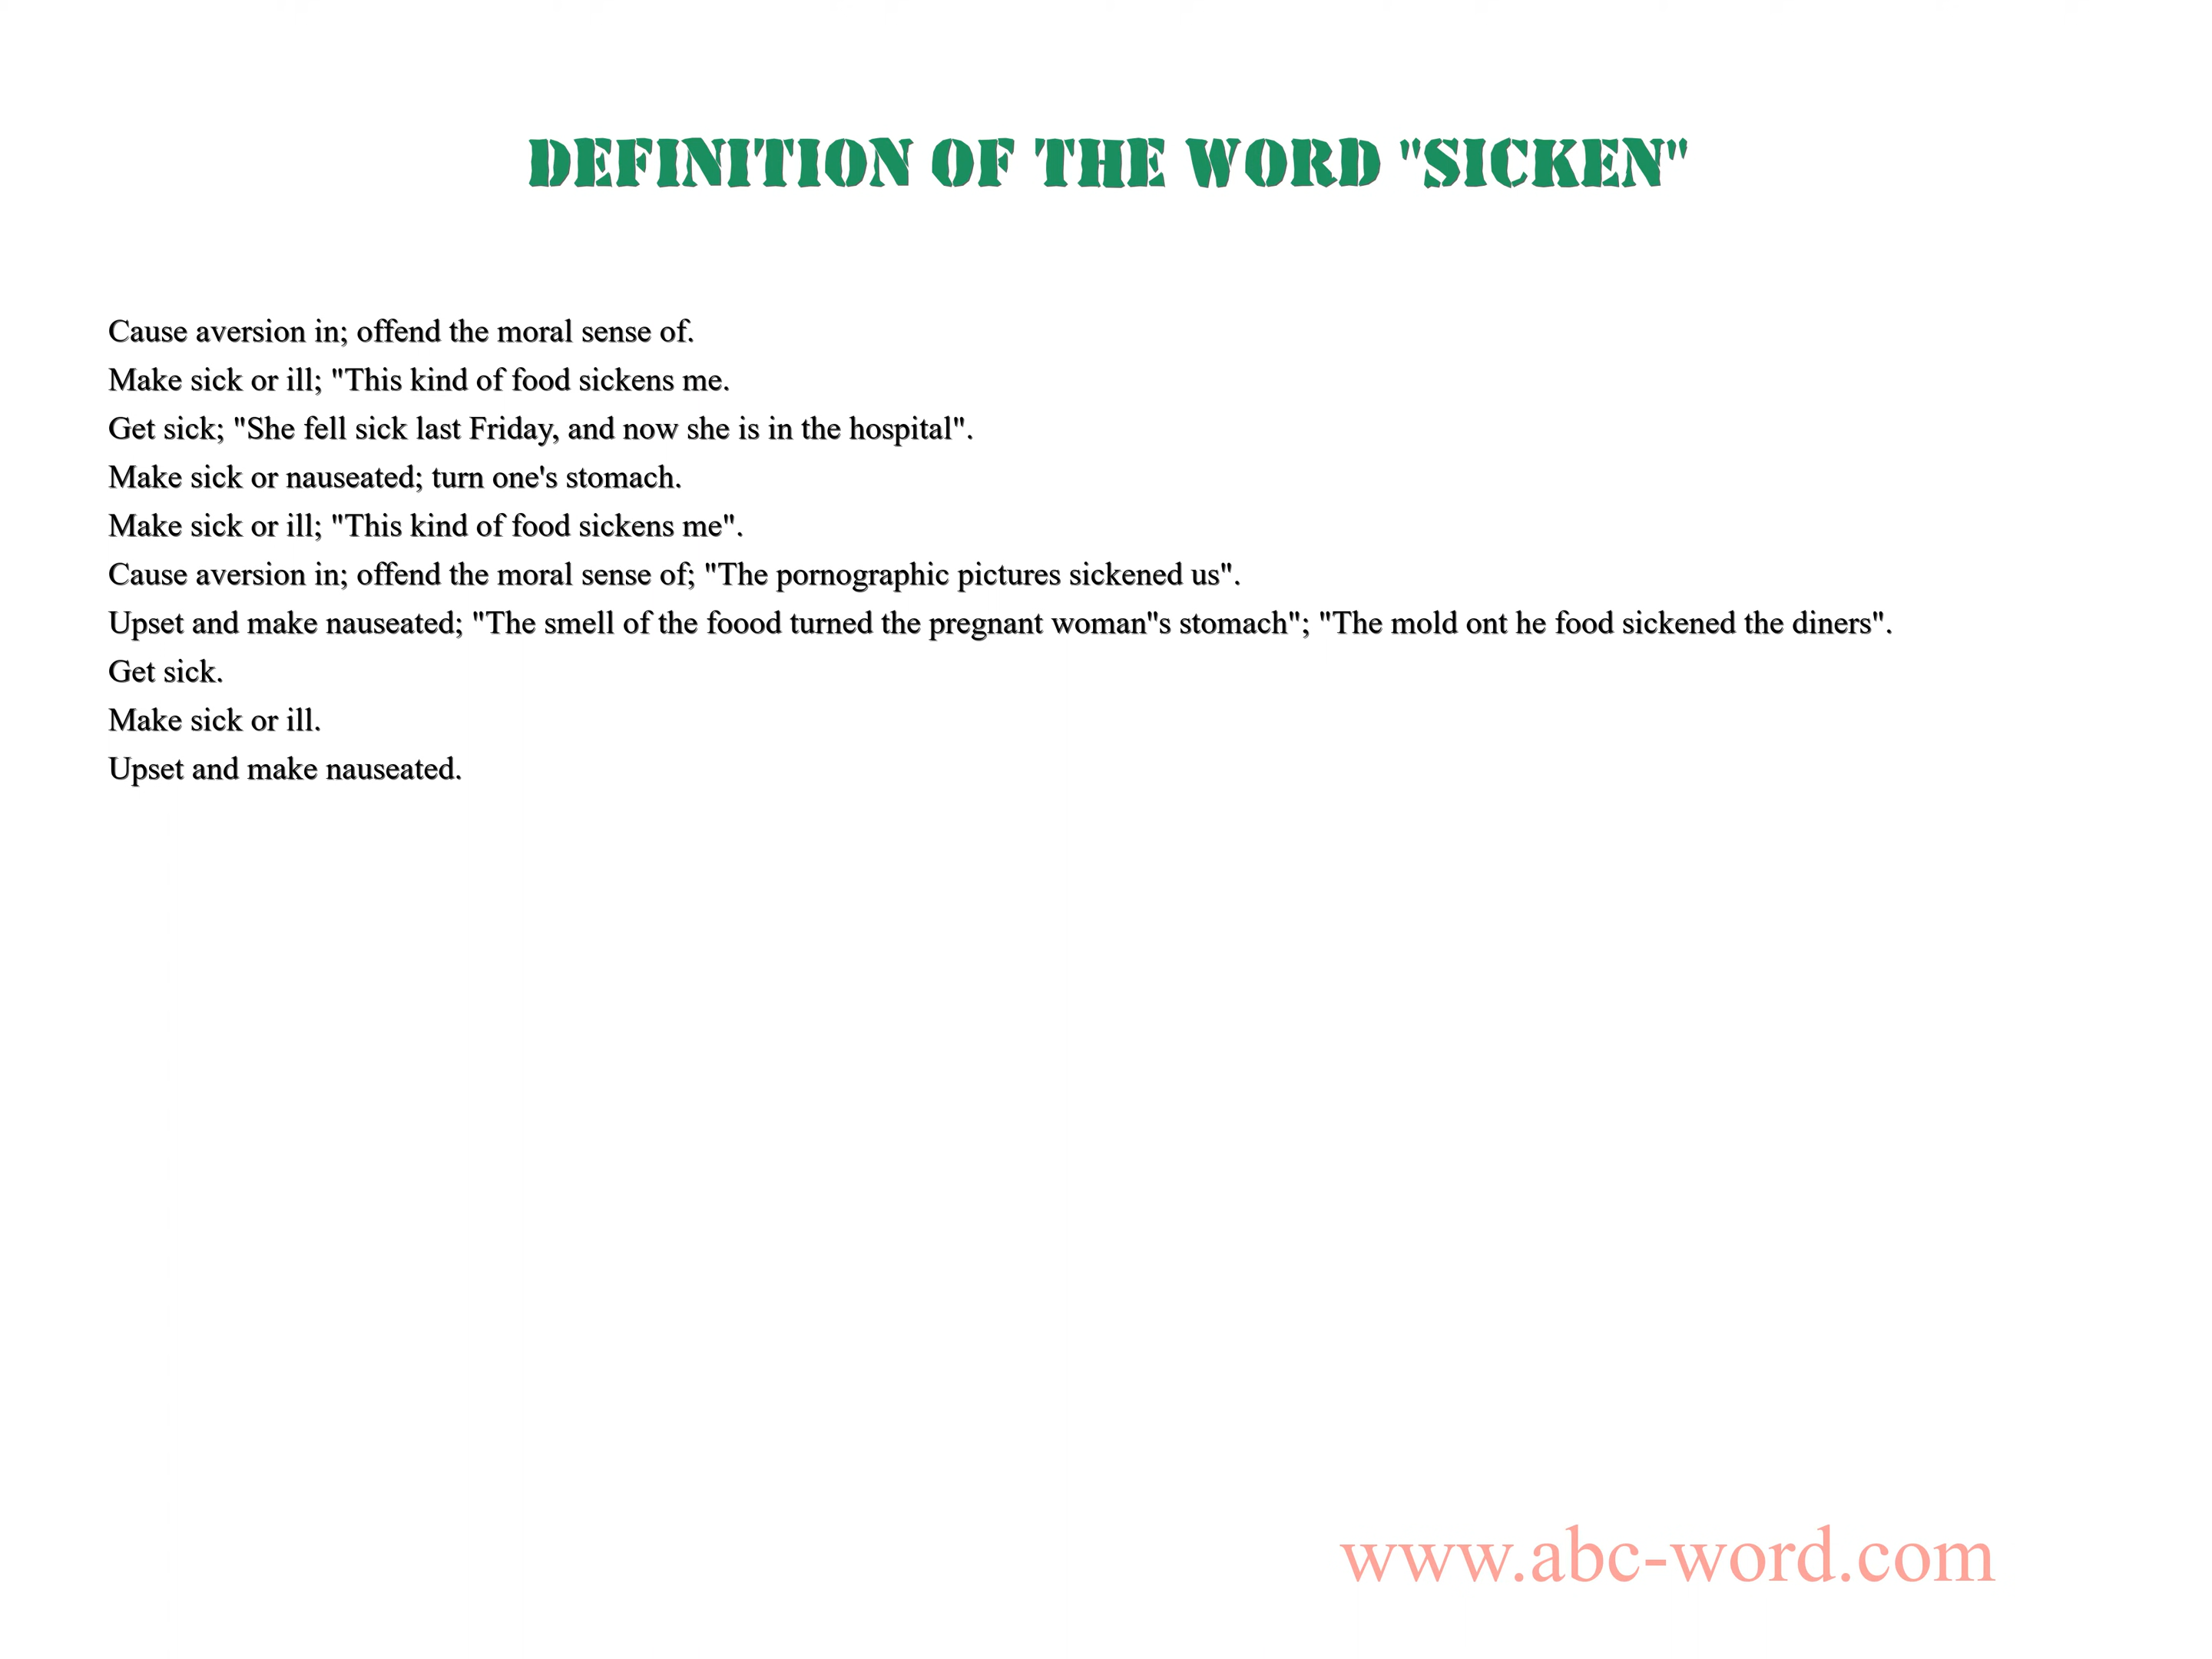 DEFINITION OF THE WORD "SICKEN"
Cause aversion in; offend the moral sense of.
Make sick or ill; "This kind of food sickens me.
Get sick; "She fell sick last Friday, and now she is in the hospital".
Make sick or nauseated; turn one's stomach.
Make sick or ill; "This kind of food sickens me".
Cause aversion in; offend the moral sense of; "The pornographic pictures sickened us".
Upset and make nauseated; "The smell of the foood turned the pregnant woman"s stomach"; "The mold ont he food sickened the diners".
Get sick.
Make sick or ill.
Upset and make nauseated.
www.abc-word.com